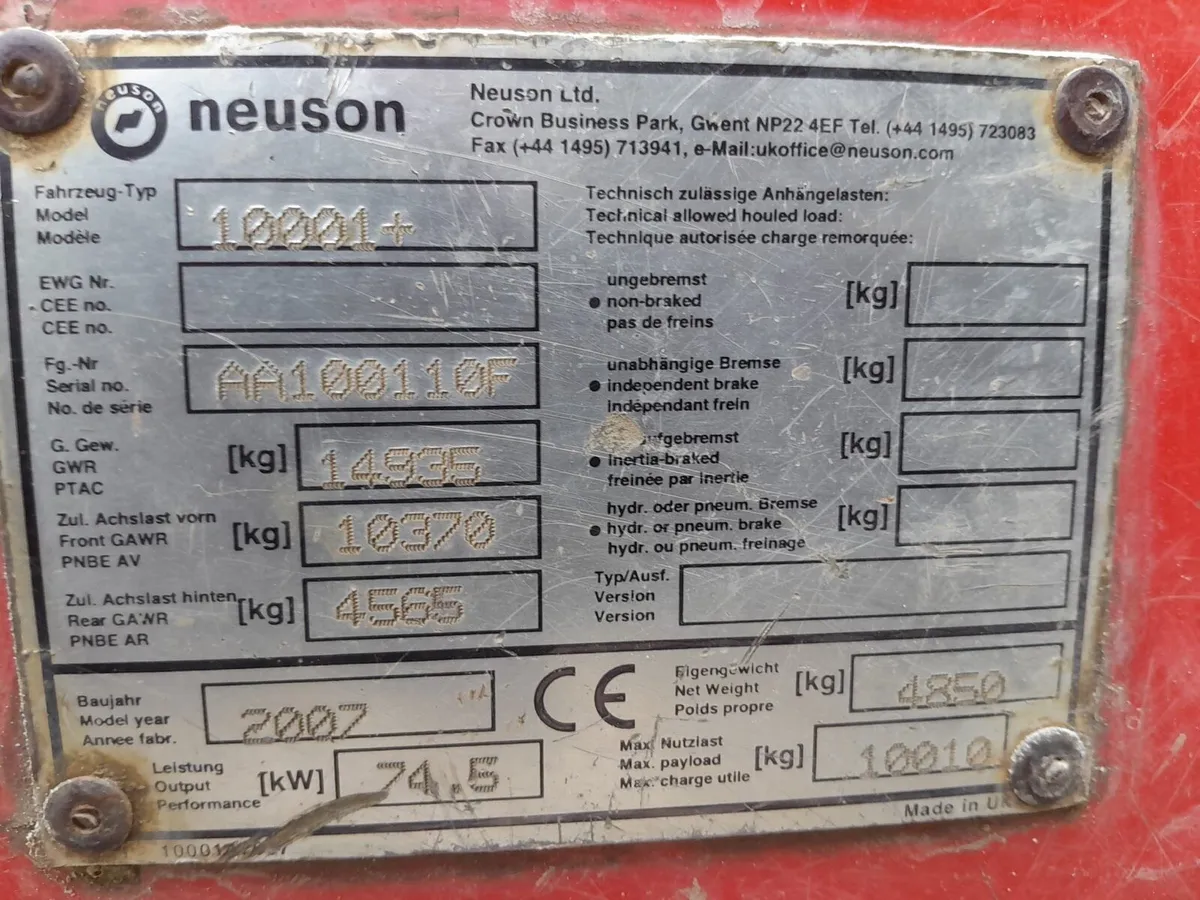 neuson
neuson
Neuson Ltd.
Crown Business Park, Gwent NP22 4EF Tel. (+44 1495) 723083
Fax (+44 1495) 713941, e-Mail:ukoffice@neuson.com
Fahrzeug-Typ
Model
Modèle
10001+
EWG Nr.
CEE no.
CEE no.
Fg.-Nr
Serial no.
No. de série
AA100110F
G. Gew.
GWR
PTAC
[kg]
14935
Zul. Achslast vorn
Front GAWR
PNBE AV
[kg]
10370
Zul. Achslast hinten
Rear GAWR
PNBE AR
[kg]
4565
Technisch zulässige Anhängelasten:
Technical allowed houled load:
Technique autorisée charge remorquée:
ungebremst
● non-braked
pas de freins
[kg]
unabhängige Bremse
● independent brake
indépendant frein
[kg]
● inertia-braked
freinée par inertie
[kg]
hydr. oder pneum. Bremse
● hydr. or pneum. brake
hydr. ou pneum. freinage
[kg]
Typ/Ausf.
Version
Version
Baujahr
Model year
Annee fabr.
2007
Leistung
Output
Performance
[kW]
74.5
CE
Eigengewicht
Net Weight
Poids propre
[kg]
4850
Max. Nutzlast
Max. payload
Max. charge utile
[kg]
10010
Made in UK